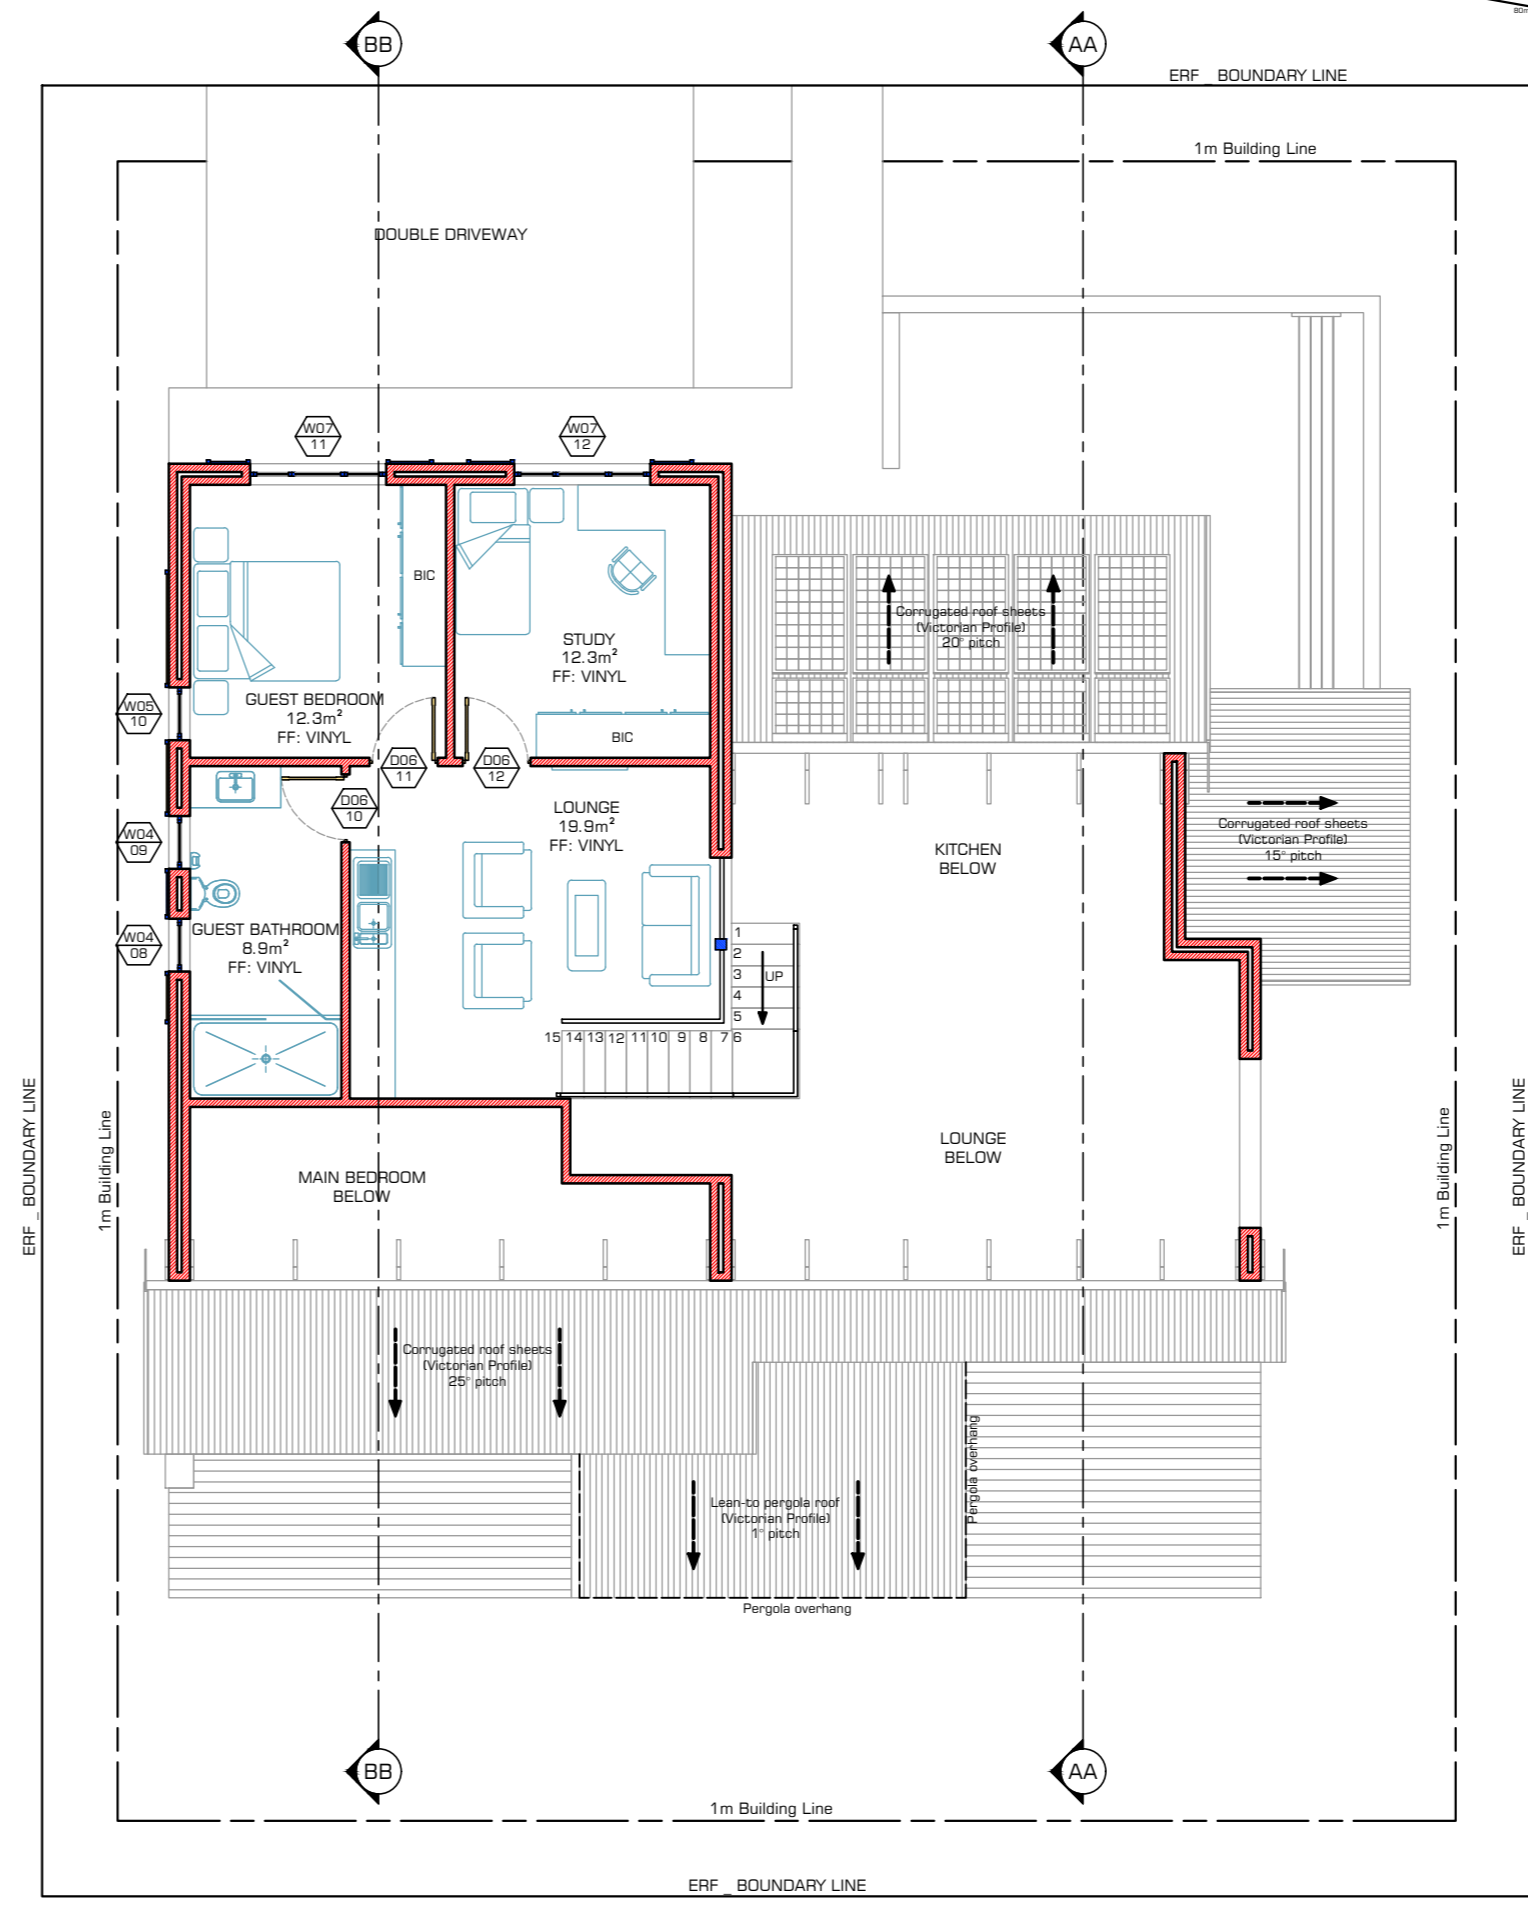 BB
AA
80m
ERF _ BOUNDARY LINE
1m Building Line
DOUBLE DRIVEWAY
W07
11
W07
12
BIC
STUDY
12.3m²
FF: VINYL
Corrugated roof sheets
(Victorian Profile)
20° pitch
GUEST BEDROOM
12.3m²
FF: VINYL
W05
10
BIC
D06
11
D06
12
D06
10
LOUNGE
19.9m²
FF: VINYL
W04
09
KITCHEN
BELOW
Corrugated roof sheets
(Victorian Profile)
15° pitch
GUEST BATHROOM
8.9m²
FF: VINYL
W04
08
1
2
3
4
5
UP
15 14 13 12 11 10 9 8 7 6
MAIN BEDROOM
BELOW
LOUNGE
BELOW
ERF _ BOUNDARY LINE
1m Building Line
1m Building Line
ERF _ BOUNDARY LINE
Corrugated roof sheets
(Victorian Profile)
25° pitch
Lean-to pergola roof
(Victorian Profile)
1° pitch
Pergola overhang
Pergola overhang
BB
AA
1m Building Line
ERF _ BOUNDARY LINE